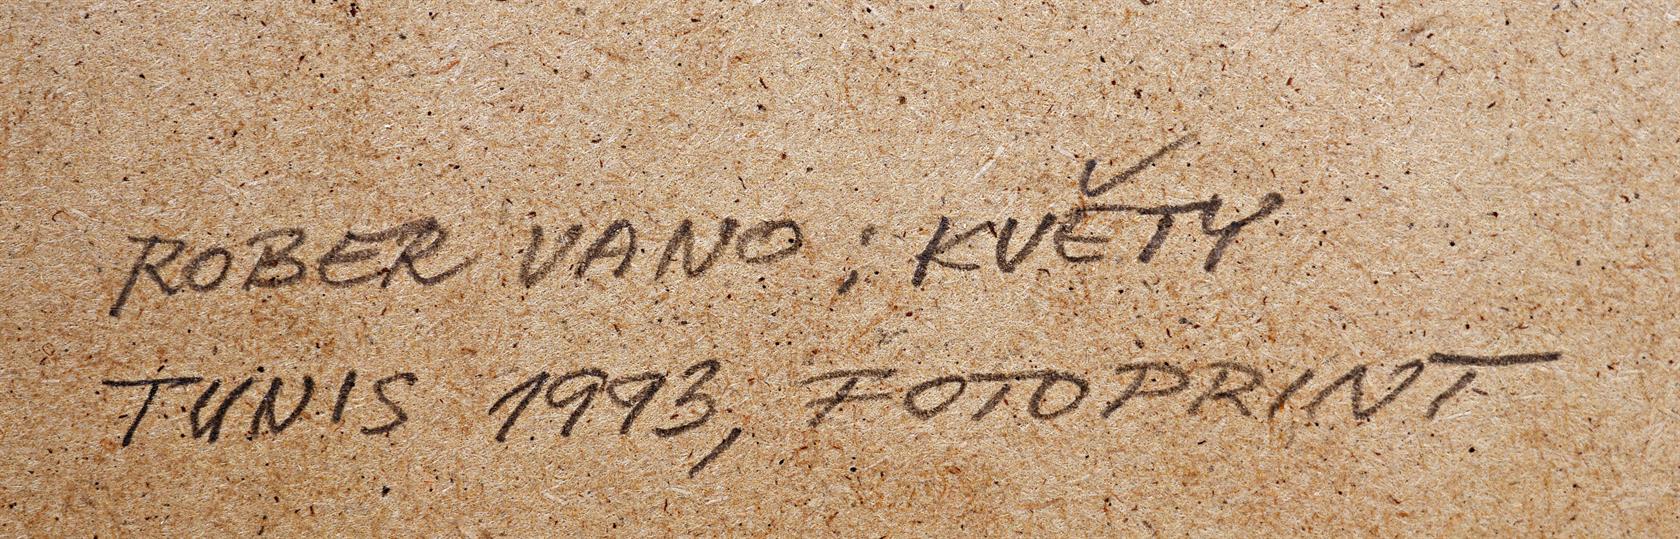 ROBER VANO ; KVĚTY
TUNIS 1993, FOTOPRINT